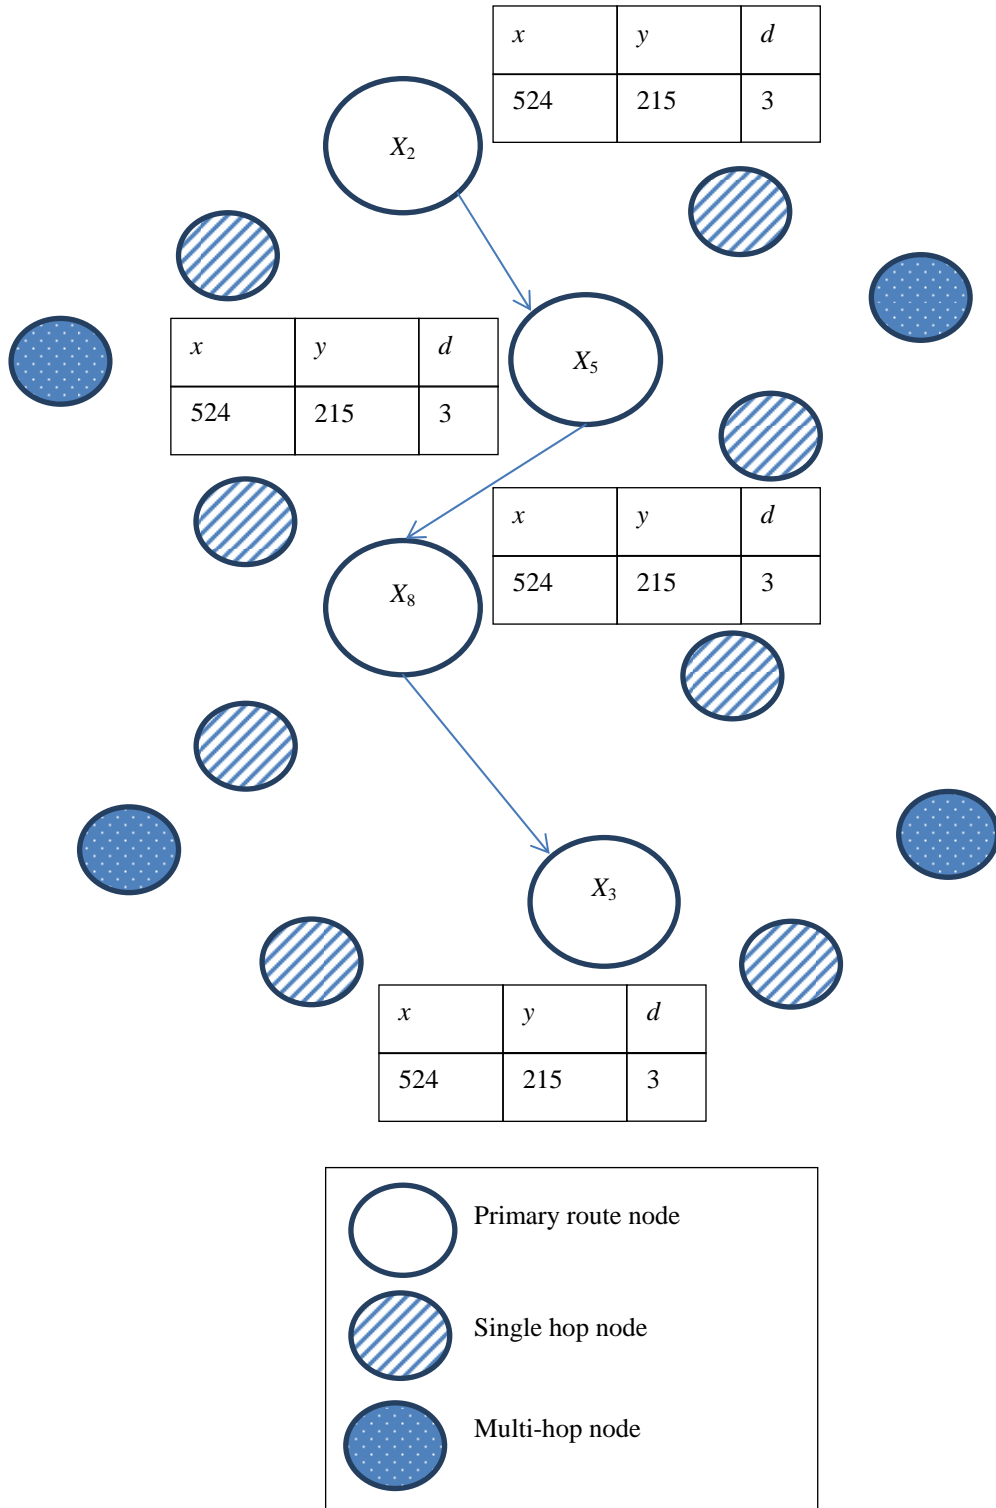 x y d
524 215 3
X₂
x y d
524 215 3
X₅
x y d
524 215 3
X₈
X₃
x y d
524 215 3
Primary route node
Single hop node
Multi-hop node